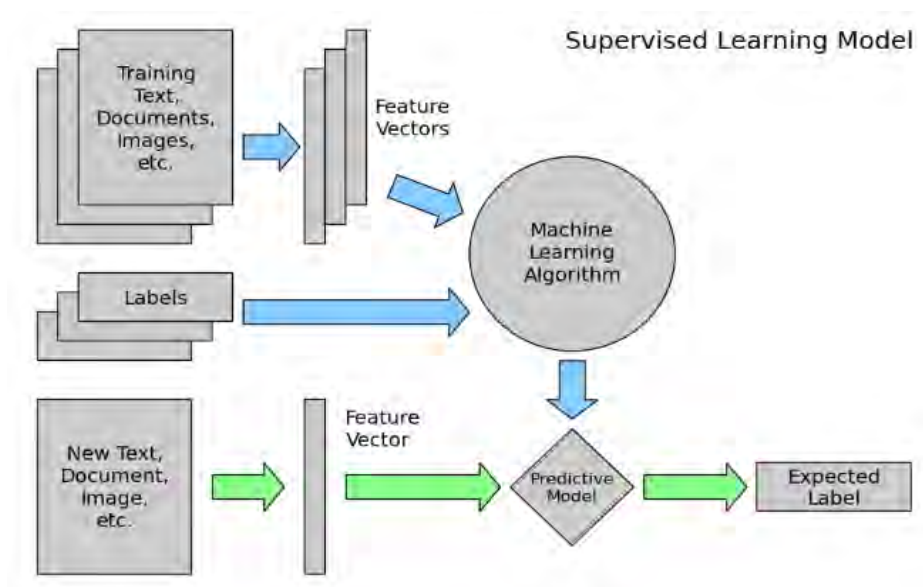 Supervised Learning Model
Training
Text,
Documents,
Images,
etc.
Feature
Vectors
Machine
Learning
Algorithm
Labels
New Text,
Document,
Image,
etc.
Feature
Vector
Predictive
Model
Expected
Label